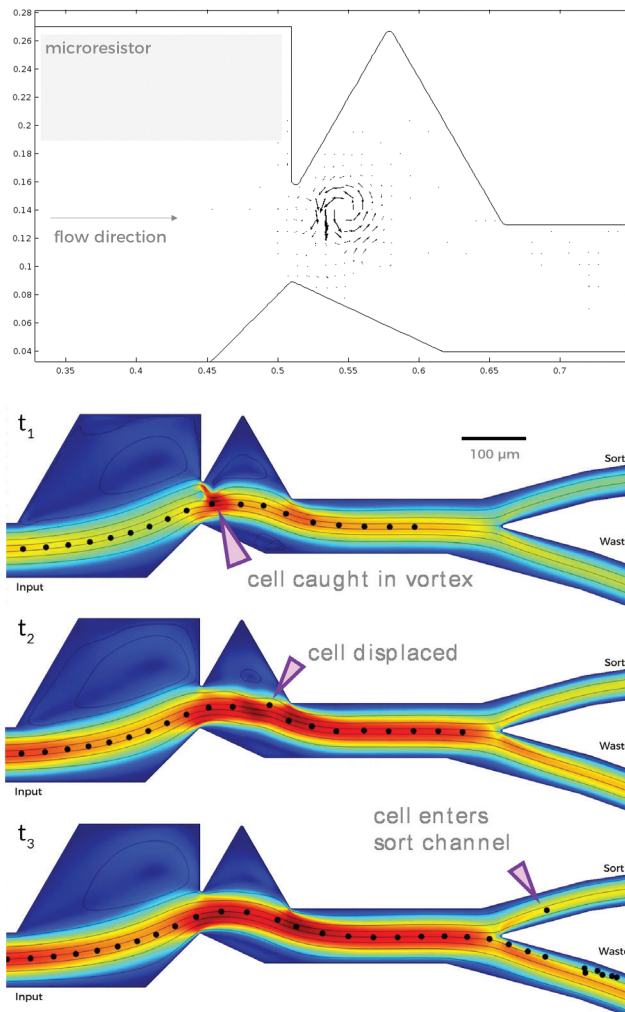 0.28
0.26
0.24
0.22
0.2
0.18
0.16
0.14
0.12
0.1
0.08
0.06
0.04
microresistor
flow direction
0.35 0.4 0.45 0.5 0.55 0.6 0.65 0.7
t1
100 µm
Sort
Wast
cell caught in vortex
Input
t2
cell displaced
Sor
Waste
Input
t3
cell enters
sort channel
Sor
Waste
Input